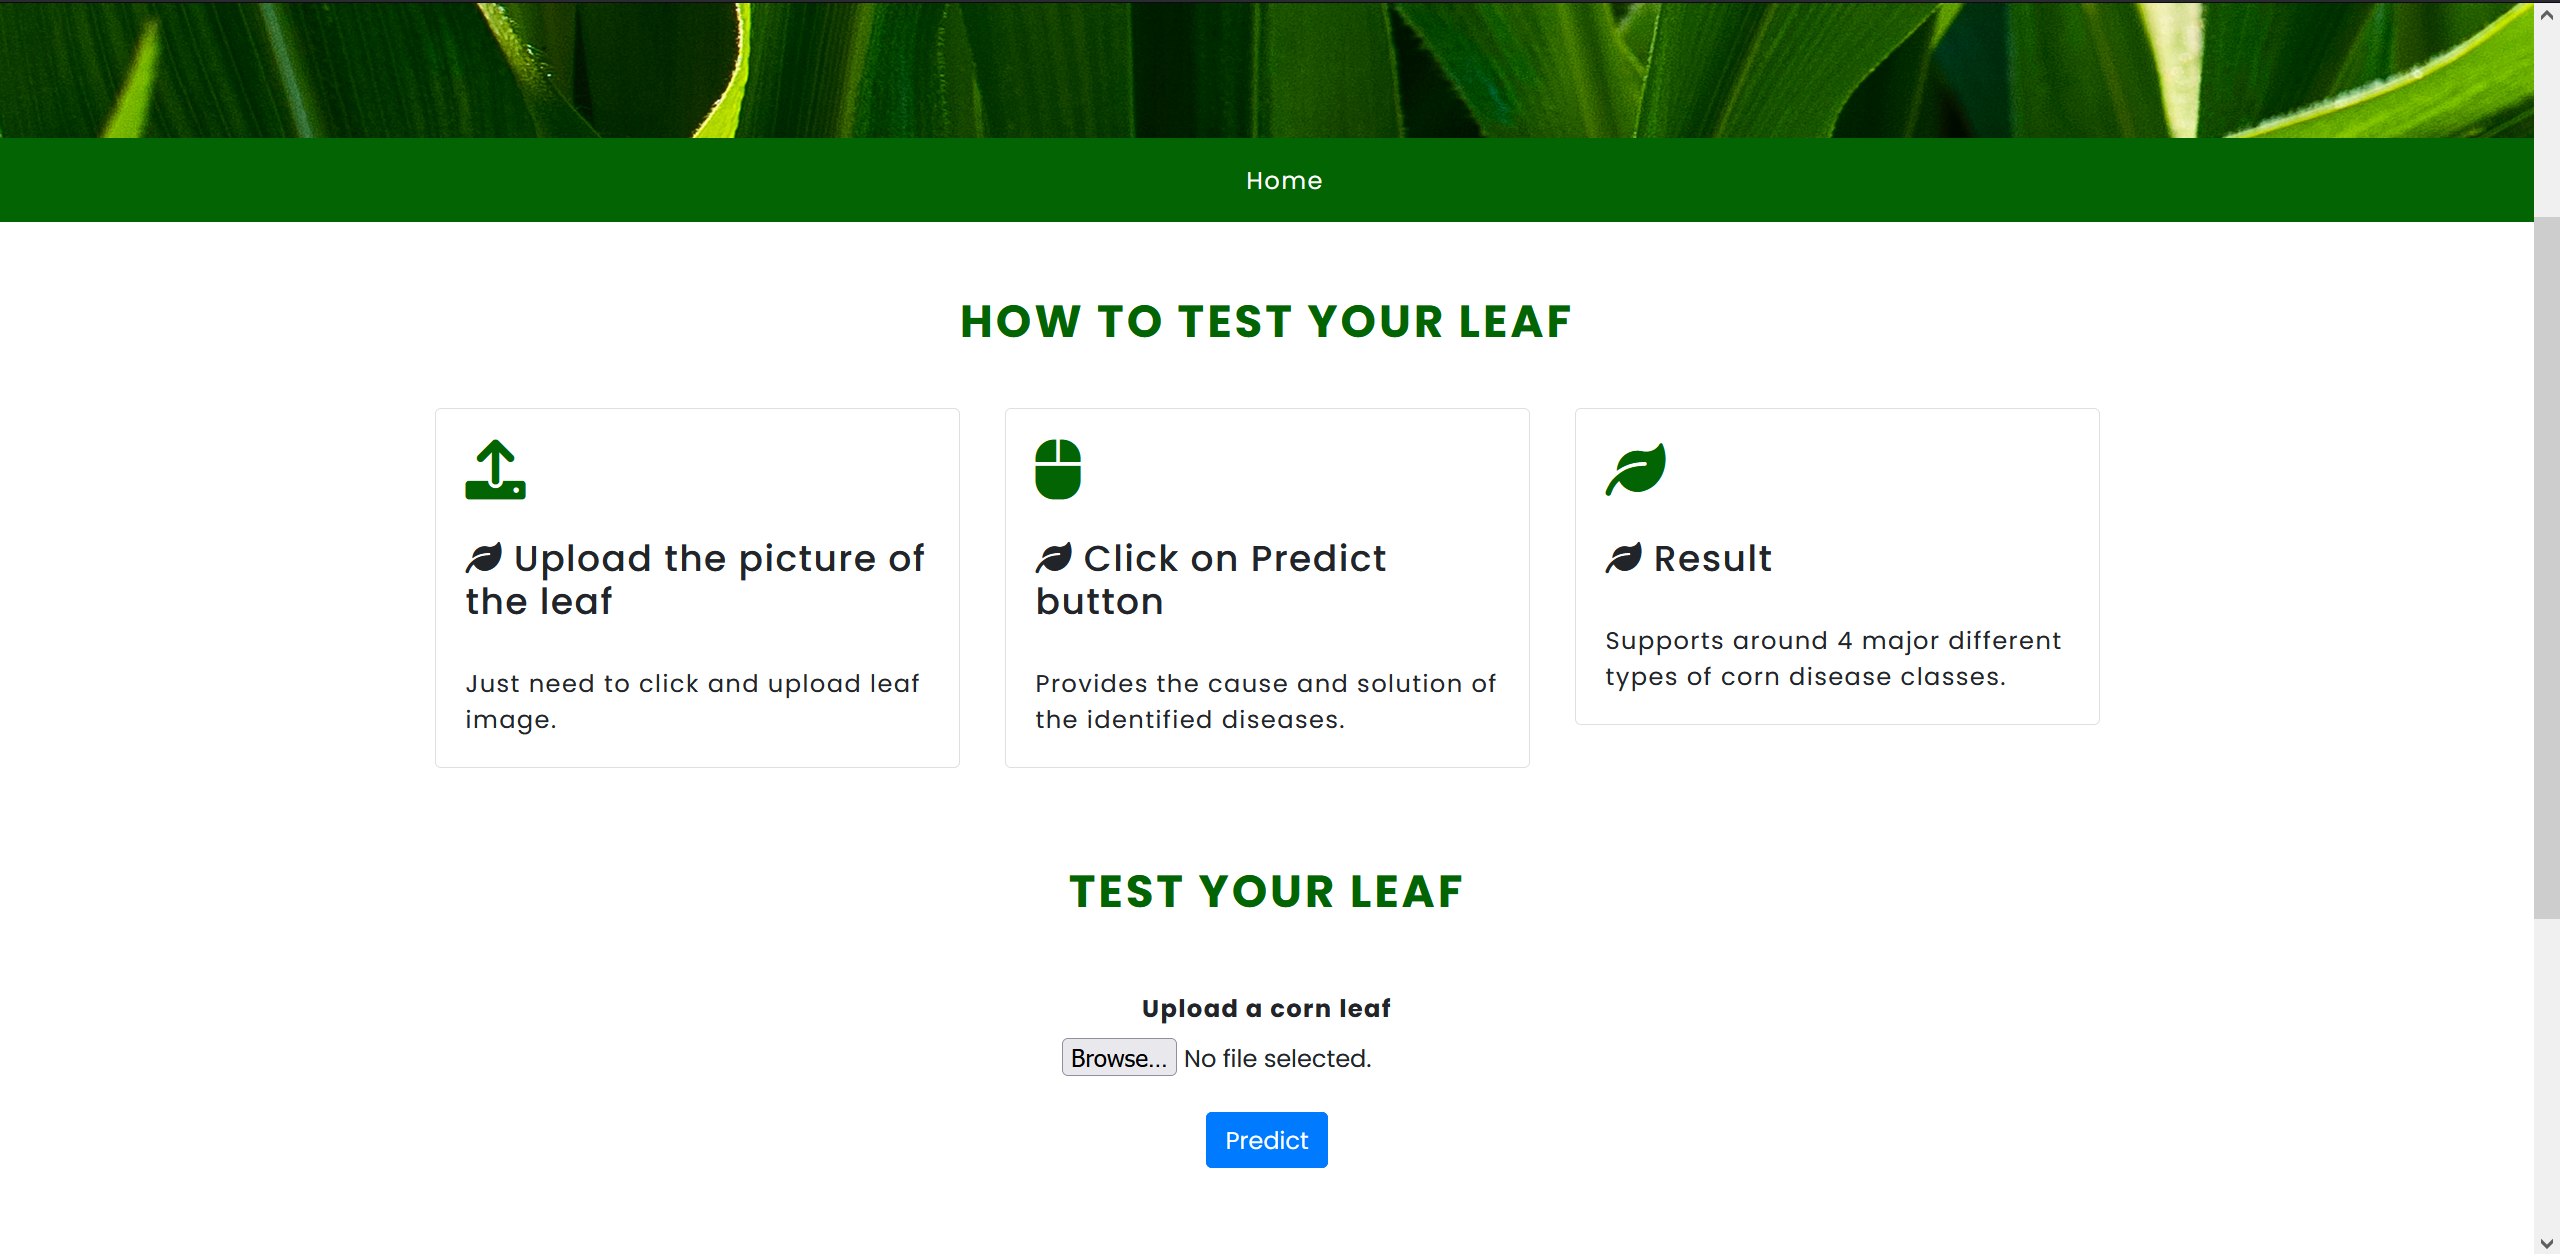 Home
HOW TO TEST YOUR LEAF
Upload the picture of
the leaf
Just need to click and upload leaf
image.
Click on Predict
button
Provides the cause and solution of
the identified diseases.
Result
Supports around 4 major different
types of corn disease classes.
TEST YOUR LEAF
Upload a corn leaf
Browse... No file selected.
Predict